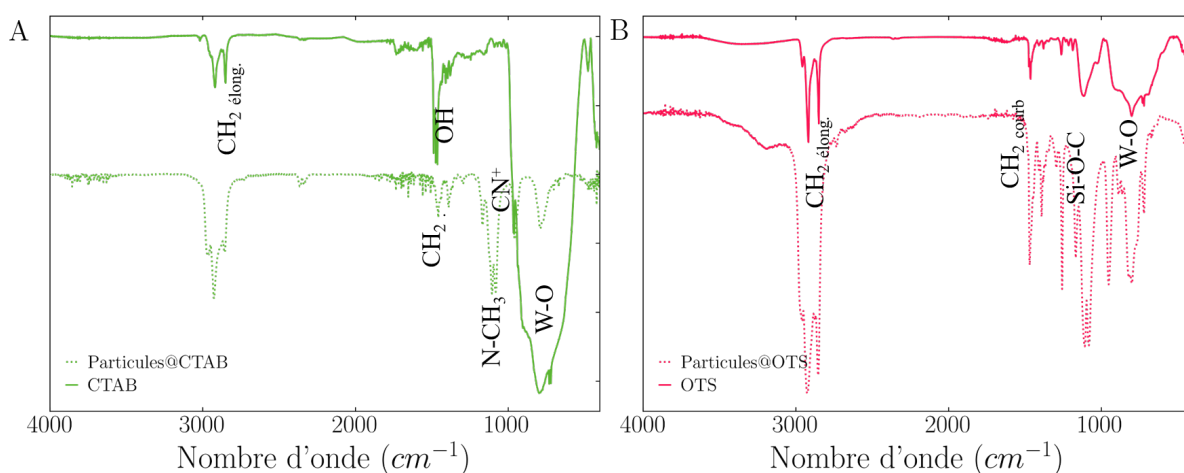 A
CH₂ élong.
OH
CN⁺
CH₂ .
N-CH₃
W-O
Particules@CTAB
CTAB
4000 3000 2000 1000
Nombre d'onde (cm⁻¹)
B
CH₂ élong.
CH₂ courb
Si-O-C
W-O
Particules@OTS
OTS
4000 3000 2000 1000
Nombre d'onde (cm⁻¹)